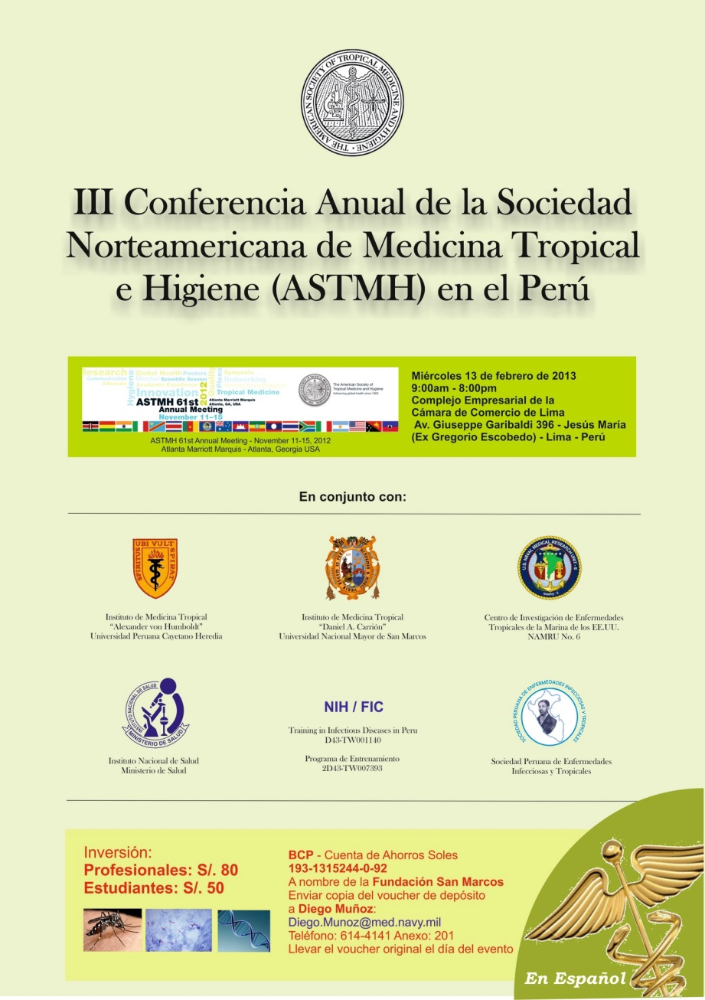 THE AMERICAN SOCIETY OF TROPICAL MEDICINE AND HYGIENE
III Conferencia Anual de la Sociedad
Norteamericana de Medicina Tropical
e Higiene (ASTMH) en el Perú
Research
Communication
Advocacy
Hygiene
Global Health Posters
Scientific Session
Innovation
2012
Quality
Symposia
Networking
Tropical Medicine
ASTMH 61st
Annual Meeting
November 11-15
Atlanta Marriott Marquis
Atlanta, GA, USA
The American Society of
Tropical Medicine and Hygiene
Advancing global health since 1903
ASTMH 61st Annual Meeting - November 11-15, 2012
Atlanta Marriott Marquis - Atlanta, Georgia USA
Miércoles 13 de febrero de 2013
9:00am - 8:00pm
Complejo Empresarial de la
Cámara de Comercio de Lima
Av. Giuseppe Garibaldi 396 - Jesús María
(Ex Gregorio Escobedo) - Lima - Perú
En conjunto con:
SPIRITUS UBI VULT SPIRAT
Instituto de Medicina Tropical
“Alexander von Humboldt”
Universidad Peruana Cayetano Heredia
Instituto de Medicina Tropical
“Daniel A. Carrión”
Universidad Nacional Mayor de San Marcos
U.S. NAVAL MEDICAL RESEARCH UNIT - 6
NAMRU - 6
Centro de Investigación de Enfermedades
Tropicales de la Marina de los EE.UU.
NAMRU No. 6
INSTITUTO NACIONAL DE SALUD
MINISTERIO DE SALUD
Instituto Nacional de Salud
Ministerio de Salud
NIH / FIC
Training in Infectious Diseases in Peru
D43-TW001140
Programa de Entrenamiento
2D43-TW007393
SOCIEDAD PERUANA DE ENFERMEDADES INFECCIOSAS Y TROPICALES
Sociedad Peruana de Enfermedades
Infecciosas y Tropicales
Inversión:
Profesionales: S/. 80
Estudiantes: S/. 50
BCP - Cuenta de Ahorros Soles
193-1315244-0-92
A nombre de la Fundación San Marcos
Enviar copia del voucher de depósito
a Diego Muñoz:
Diego.Munoz@med.navy.mil
Teléfono: 614-4141 Anexo: 201
Llevar el voucher original el día del evento
En Español